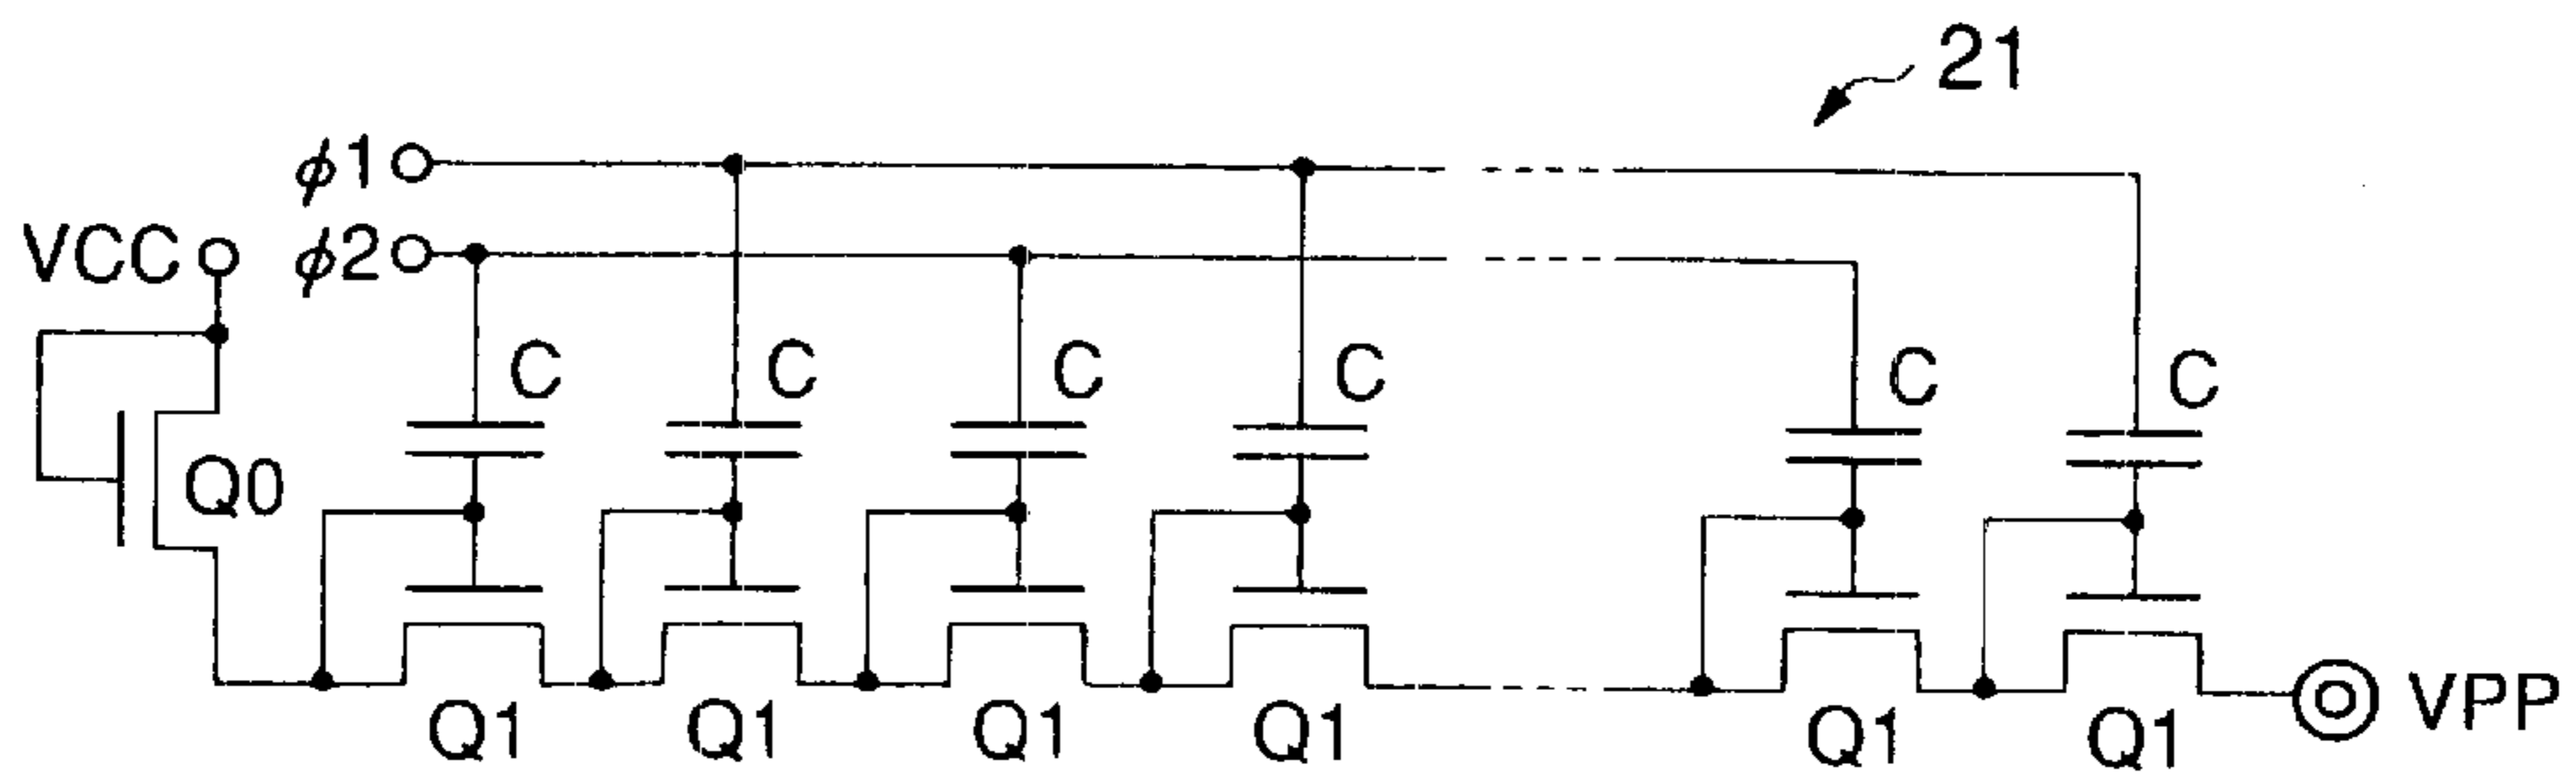 21
ϕ1
VCC ϕ2
C C C C C C
Q0
Q1 Q1 Q1 Q1 Q1 Q1 VPP